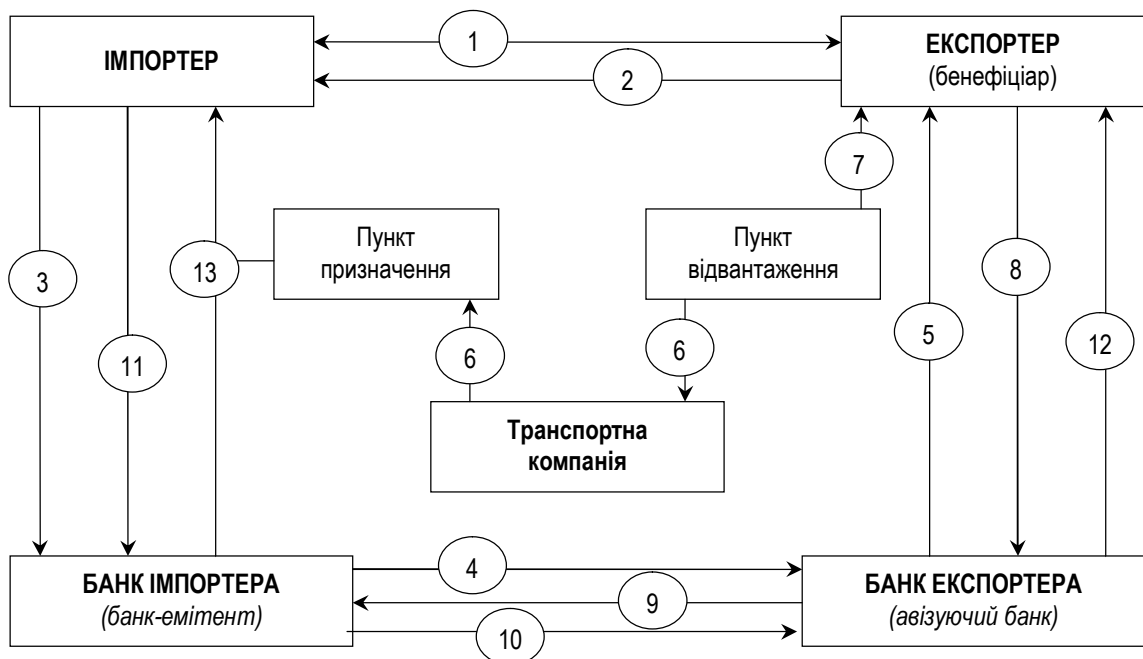 1
ІМПОРТЕР
ЕКСПОРТЕР
(бенефіціар)
2
7
Пункт
призначення
Пункт
відвантаження
3
13
8
11
6
6
5
12
Транспортна
компанія
БАНК ІМПОРТЕРА
(банк-емітент)
4
9
10
БАНК ЕКСПОРТЕРА
(авізуючий банк)